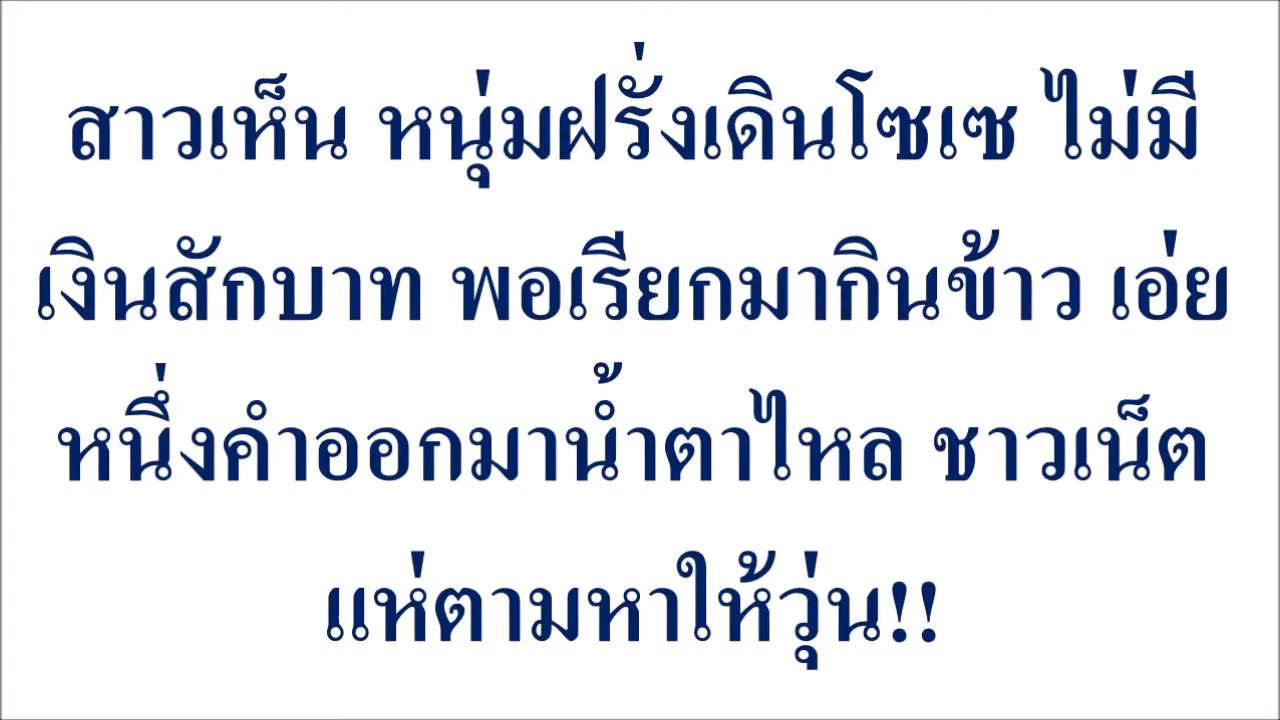 สาวเห็น หนุ่มฝรั่งเดินโซเซ ไม่มี
เงินสักบาท พอเรียกมากินข้าว เอ่ย
หนึ่งคำออกมาน้ำตาไหล ชาวเน็ต
แห่ตามหาให้วุ่น!!